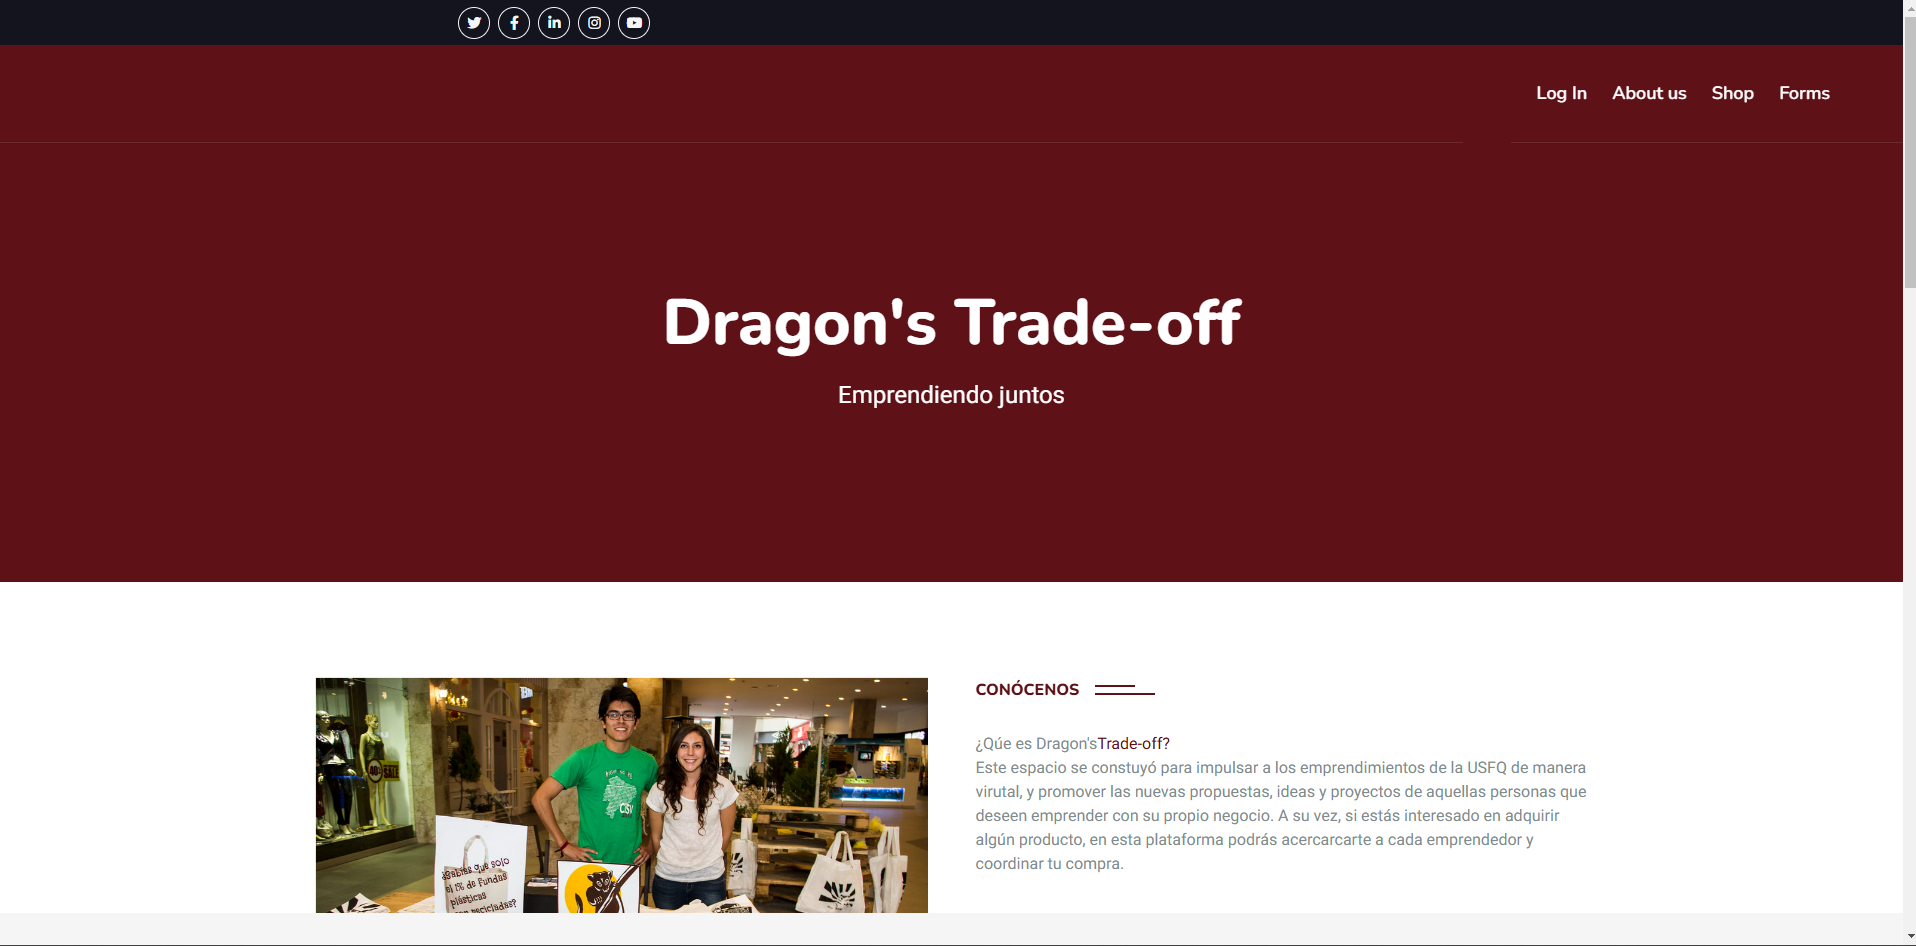 Log In About us Shop Forms
Dragon's Trade-off
Emprendiendo juntos
CONÓCENOS
¿Qúe es Dragon'sTrade-off?
Este espacio se constuyó para impulsar a los emprendimientos de la USFQ de manera
virutal, y promover las nuevas propuestas, ideas y proyectos de aquellas personas que
deseen emprender con su propio negocio. A su vez, si estás interesado en adquirir
algún producto, en esta plataforma podrás acercarcarte a cada emprendedor y
coordinar tu compra.
40%
SALE
CISV
¿Sabías que solo
el 1% de fundas
plásticas
son recicladas?